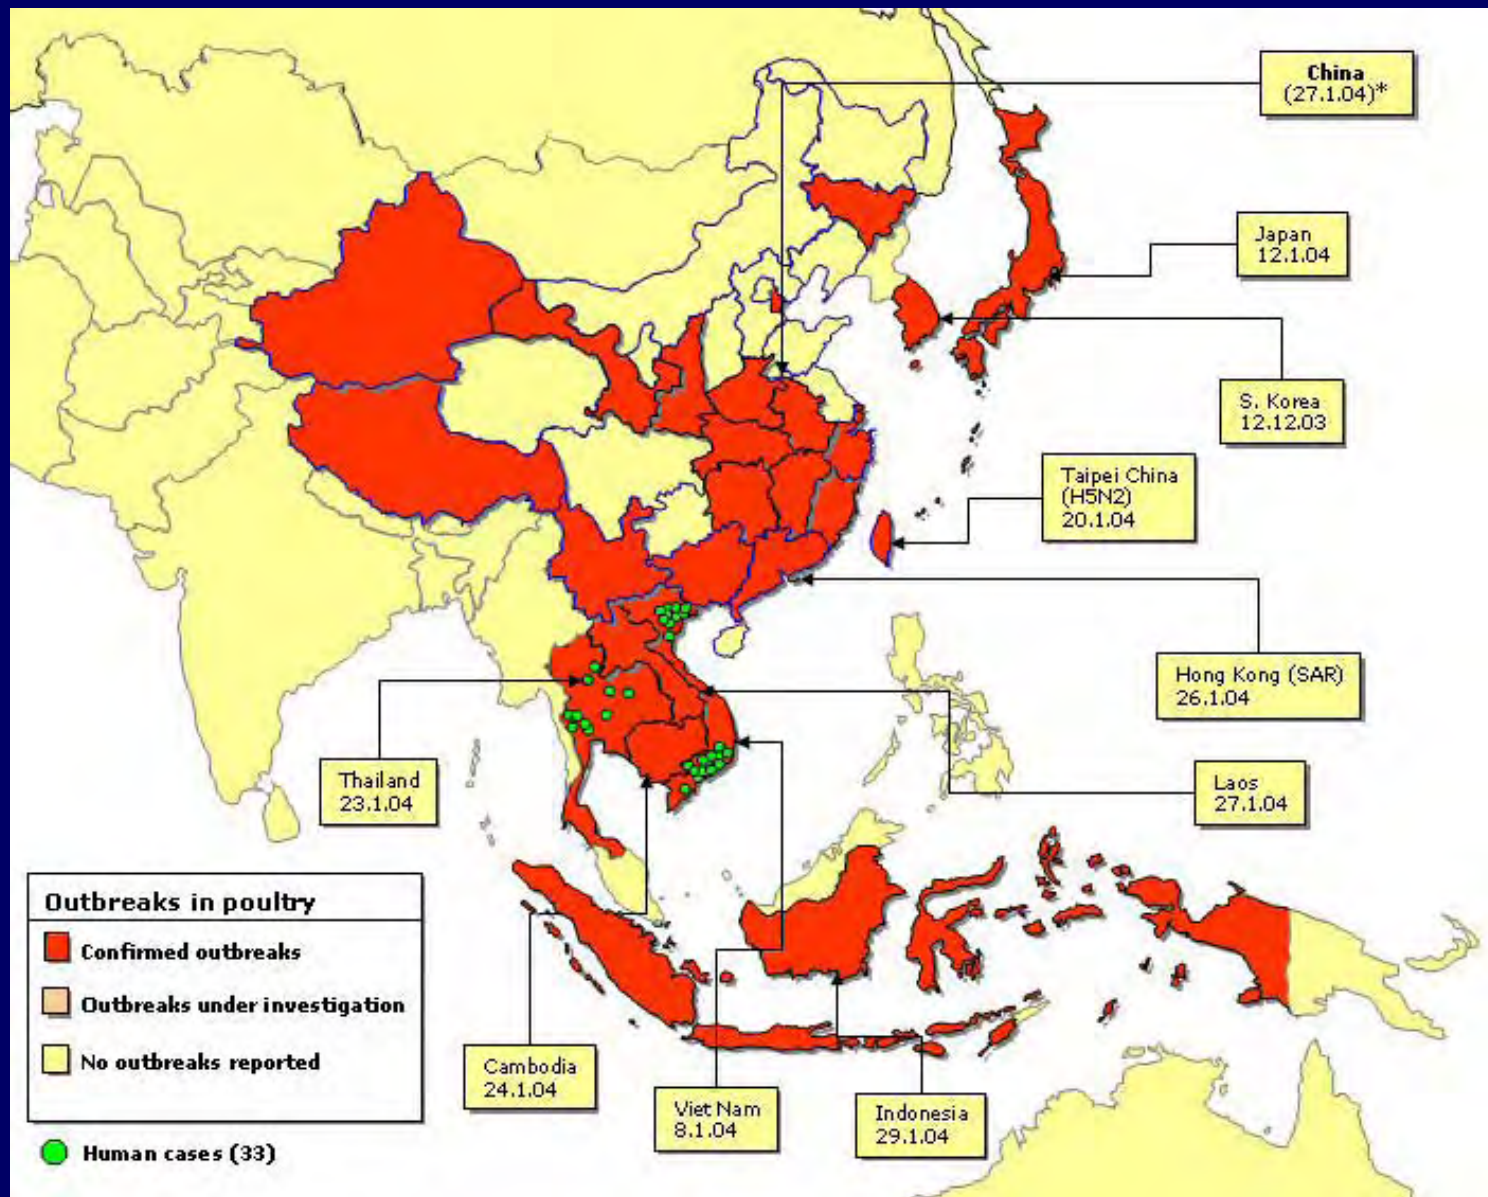 China
(27.1.04)*
Japan
12.1.04
S. Korea
12.12.03
Taipei China
(H5N2)
20.1.04
Hong Kong (SAR)
26.1.04
Thailand
23.1.04
Laos
27.1.04
Outbreaks in poultry
Confirmed outbreaks
Outbreaks under investigation
No outbreaks reported
Cambodia
24.1.04
Viet Nam
8.1.04
Indonesia
29.1.04
Human cases (33)